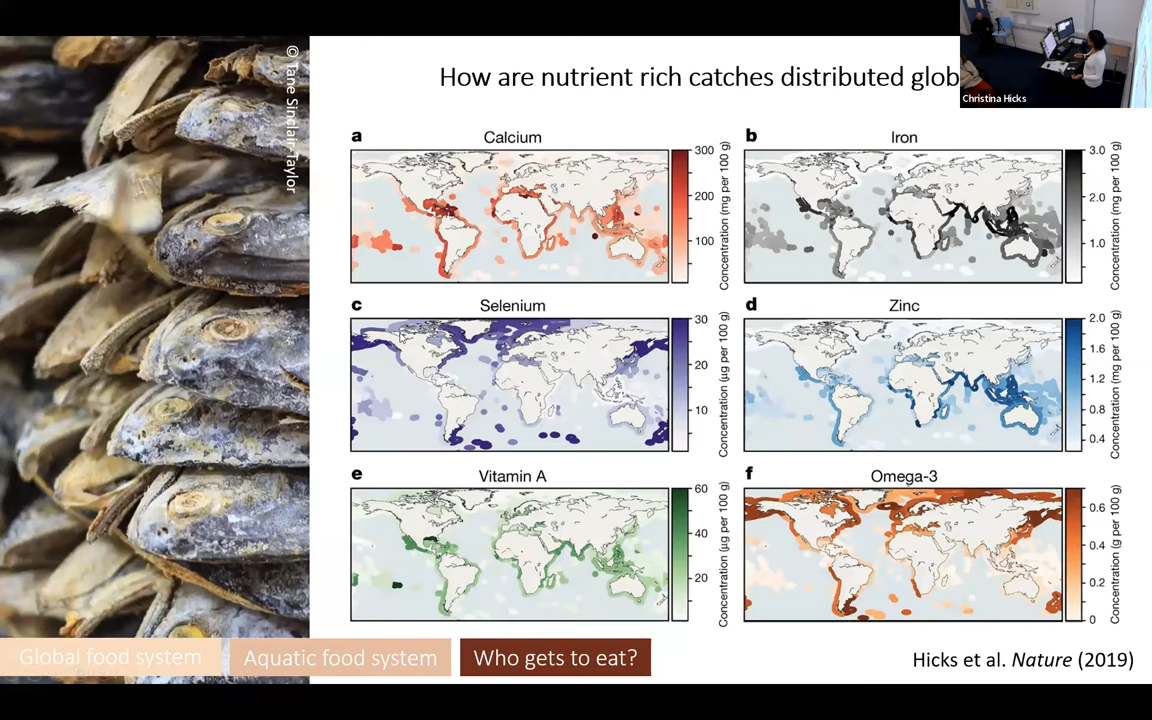 © Tane Sinclair-Taylor
How are nutrient rich catches distributed glob
Christina Hicks
a
Calcium
300
200
100
Concentration (mg per 100 g)
b
Iron
3.0
2.0
1.0
Concentration (mg per 100 g)
c
Selenium
30
20
10
Concentration (µg per 100 g)
d
Zinc
2.0
1.6
1.2
0.8
0.4
Concentration (mg per 100 g)
e
Vitamin A
60
40
20
Concentration (µg per 100 g)
f
Omega-3
0.6
0.4
0.2
0
Concentration (g per 100 g)
Global food system
Aquatic food system
Who gets to eat?
Hicks et al. Nature (2019)